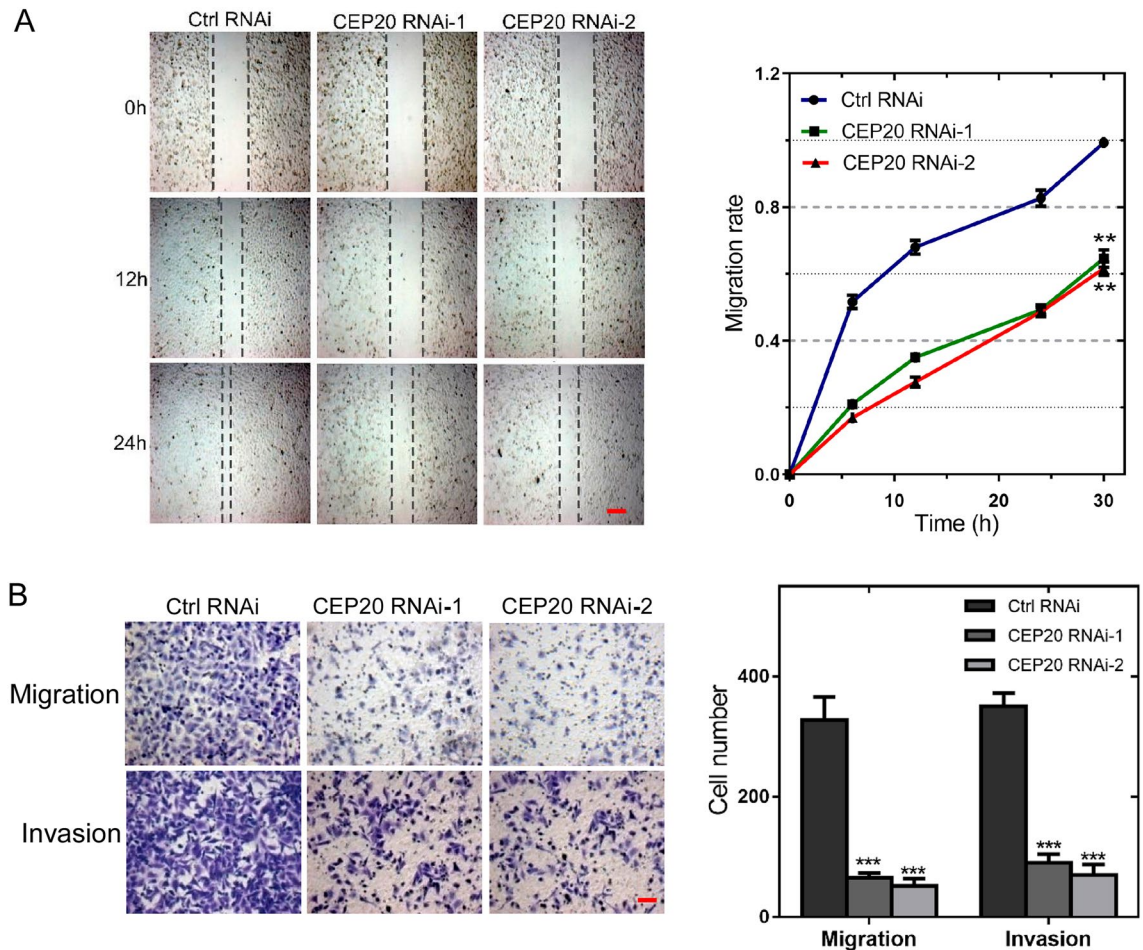 A
Ctrl RNAi CEP20 RNAi-1 CEP20 RNAi-2
0h
12h
24h
1.2
0.8
0.4
0.0
Migration rate
Ctrl RNAi
CEP20 RNAi-1
CEP20 RNAi-2
**
**
0 10 20 30
Time (h)
B
Ctrl RNAi CEP20 RNAi-1 CEP20 RNAi-2
Migration
Invasion
400
200
0
Cell number
Ctrl RNAi
CEP20 RNAi-1
CEP20 RNAi-2
*** *** *** ***
Migration Invasion